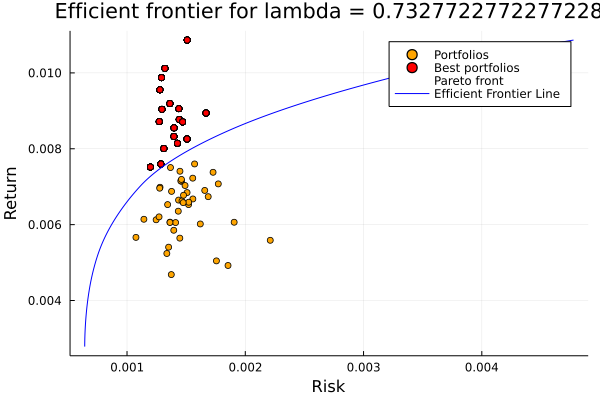 Efficient frontier for lambda = 0.7327722772277228
Portfolios
Best portfolios
Pareto front
Efficient Frontier Line
Return
0.010
0.008
0.006
0.004
0.001
0.002
0.003
0.004
Risk